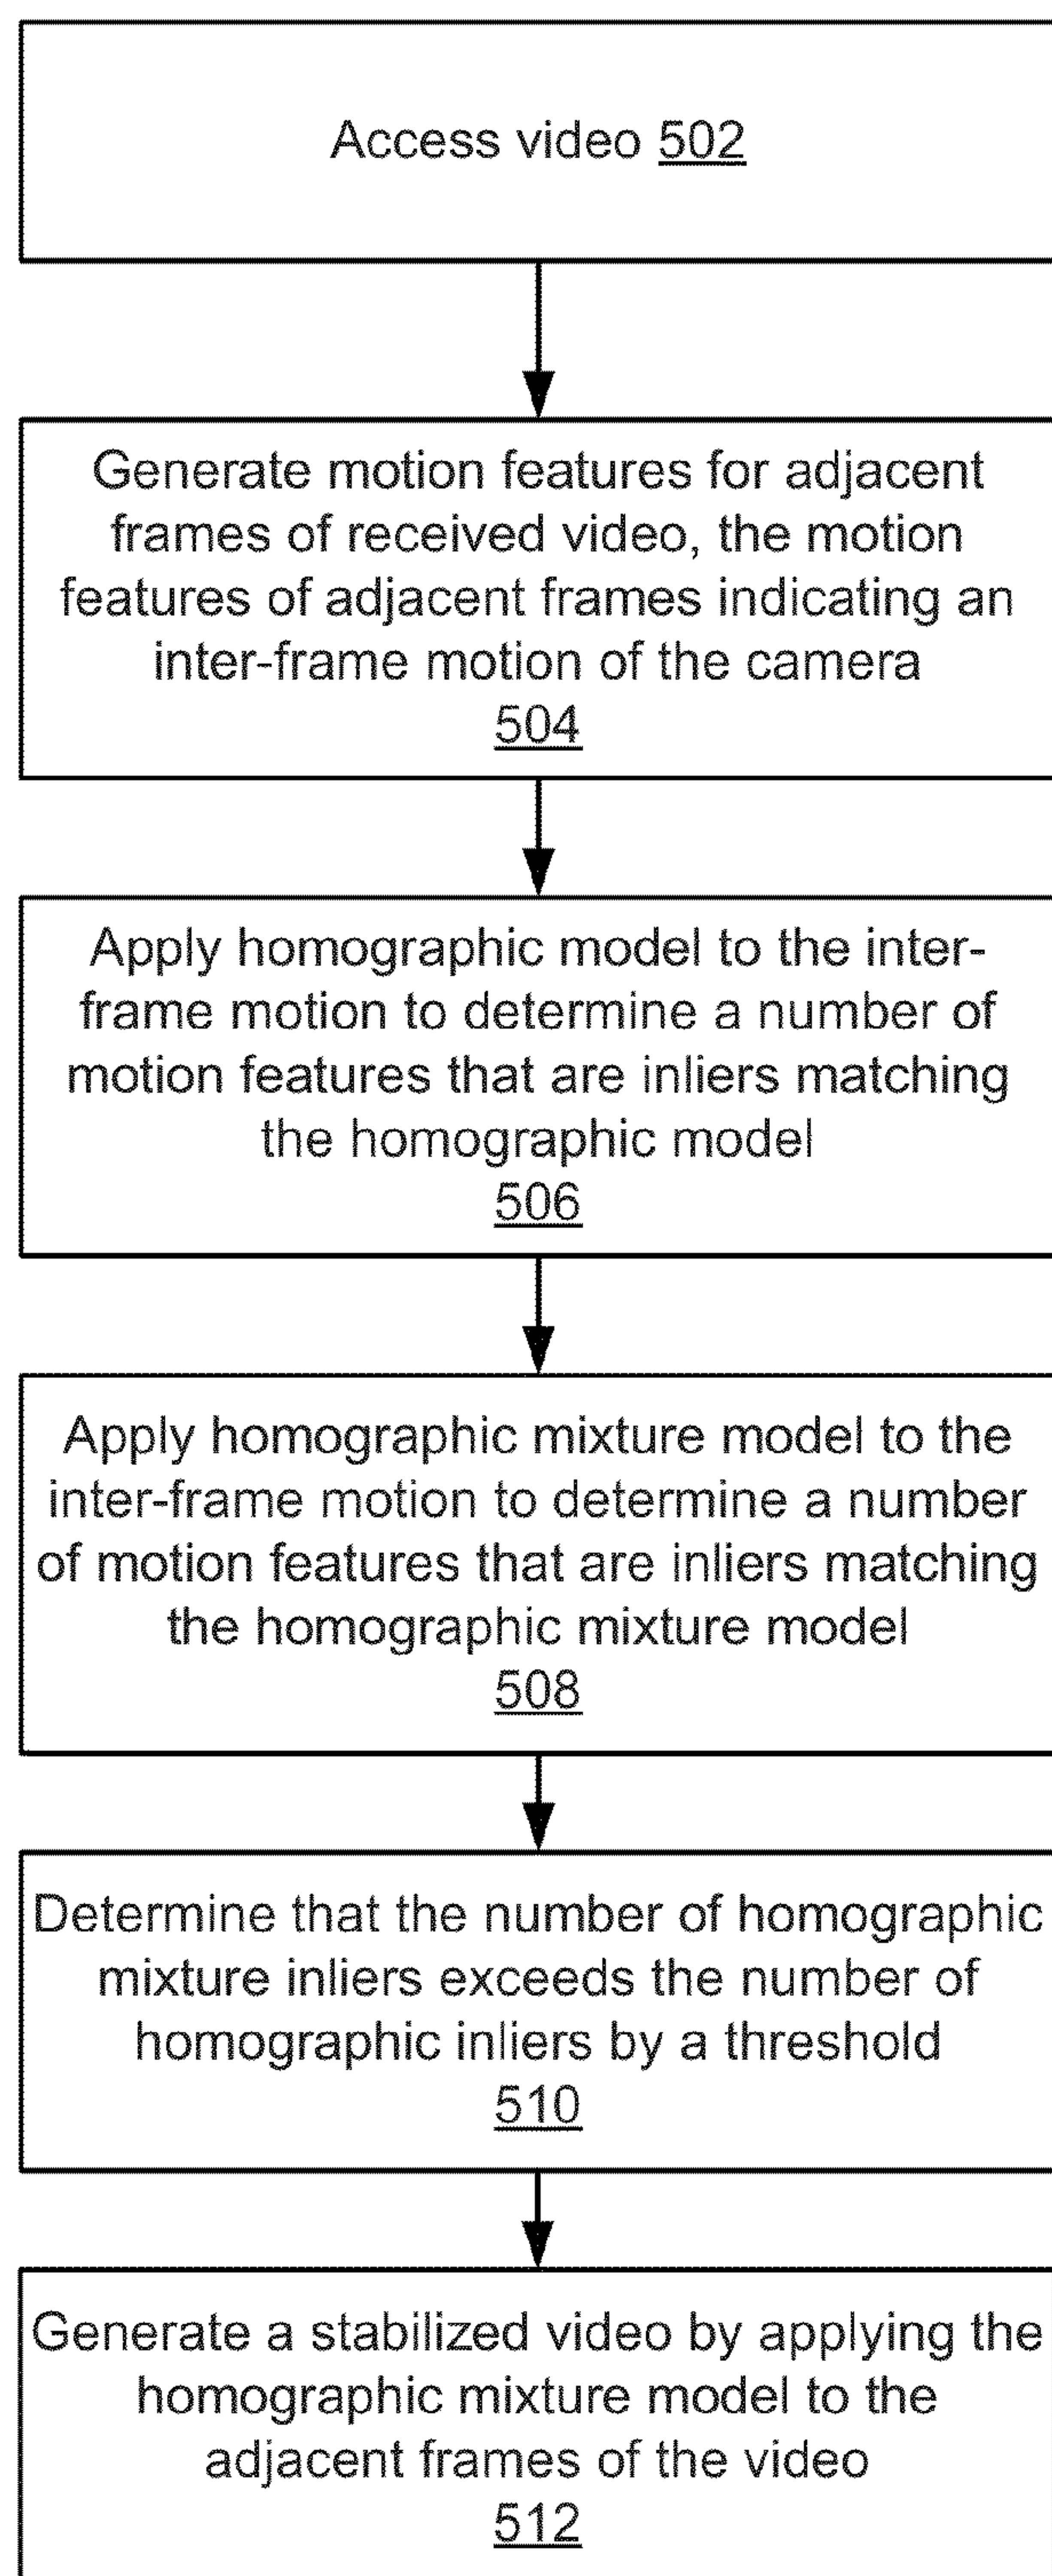 Access video 502
Generate motion features for adjacent
frames of received video, the motion
features of adjacent frames indicating an
inter-frame motion of the camera
504
Apply homographic model to the inter-
frame motion to determine a number of
motion features that are inliers matching
the homographic model
506
Apply homographic mixture model to the
inter-frame motion to determine a number
of motion features that are inliers matching
the homographic mixture model
508
Determine that the number of homographic
mixture inliers exceeds the number of
homographic inliers by a threshold
510
Generate a stabilized video by applying the
homographic mixture model to the
adjacent frames of the video
512